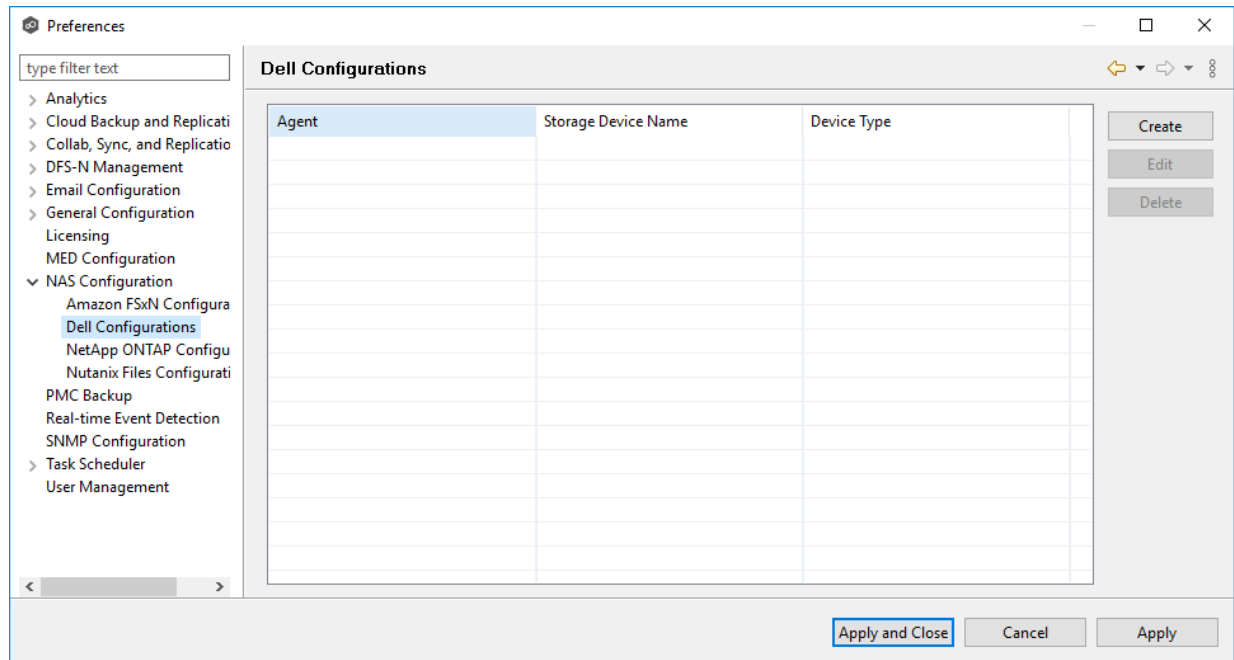 Preferences
type filter text
Analytics
Cloud Backup and Replicati
Collab, Sync, and Replicatio
DFS-N Management
Email Configuration
General Configuration
Licensing
MED Configuration
NAS Configuration
Amazon FSxN Configura
Dell Configurations
NetApp ONTAP Configu
Nutanix Files Configurati
PMC Backup
Real-time Event Detection
SNMP Configuration
Task Scheduler
User Management
Dell Configurations
Agent Storage Device Name Device Type
Create
Edit
Delete
Apply and Close Cancel Apply